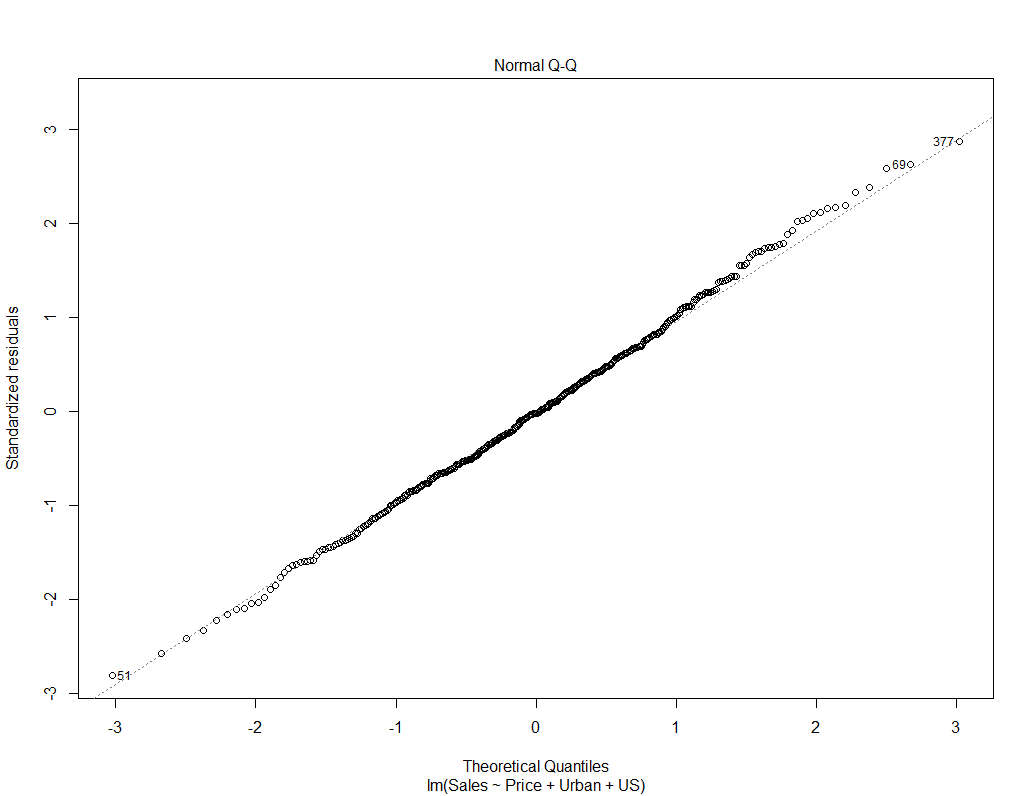 Normal Q-Q
3
2
1
0
-1
-2
-3
Standardized residuals
377
69
51
-3 -2 -1 0 1 2 3
Theoretical Quantiles
lm(Sales ~ Price + Urban + US)